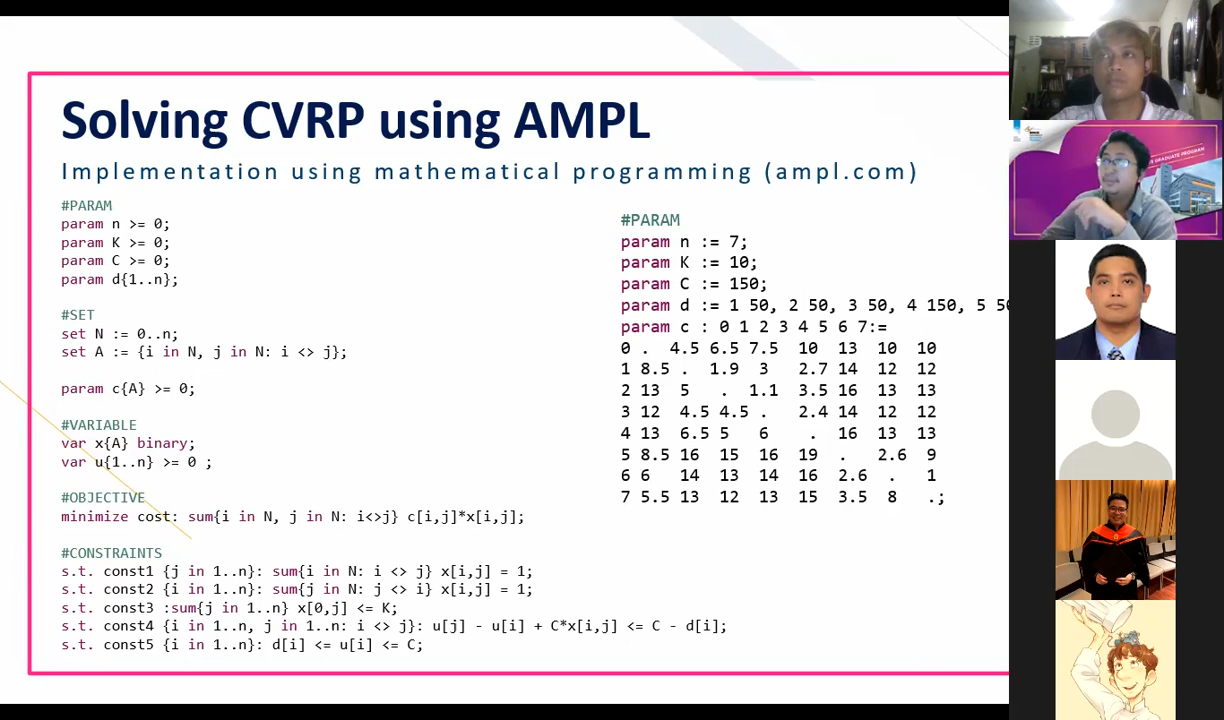 Solving CVRP using AMPL
Implementation using mathematical programming (ampl.com)
#PARAM
param n >= 0;
param K >= 0;
param C >= 0;
param d{1..n};
#SET
set N := 0..n;
set A := {i in N, j in N: i <> j};
param c{A} >= 0;
#VARIABLE
var x{A} binary;
var u{1..n} >= 0 ;
#OBJECTIVE
minimize cost: sum{i in N, j in N: i<>j} c[i,j]*x[i,j];
#CONSTRAINTS
s.t. const1 {j in 1..n}: sum{i in N: i <> j} x[i,j] = 1;
s.t. const2 {i in 1..n}: sum{j in N: j <> i} x[i,j] = 1;
s.t. const3 :sum{j in 1..n} x[0,j] <= K;
s.t. const4 {i in 1..n, j in 1..n: i <> j}: u[j] - u[i] + C*x[i,j] <= C - d[i];
s.t. const5 {i in 1..n}: d[i] <= u[i] <= C;
#PARAM
param n := 7;
param K := 10;
param C := 150;
param d := 1 50, 2 50, 3 50, 4 150, 5 50
param c : 0 1 2 3 4 5 6 7:=
0 . 4.5 6.5 7.5 10 13 10 10
1 8.5 . 1.9 3 2.7 14 12 12
2 13 5 . 1.1 3.5 16 13 13
3 12 4.5 4.5 . 2.4 14 12 12
4 13 6.5 5 6 . 16 13 13
5 8.5 16 15 16 19 . 2.6 9
6 6 14 13 14 16 2.6 . 1
7 5.5 13 12 13 15 3.5 8 .;
GRADUATE PROGRAM